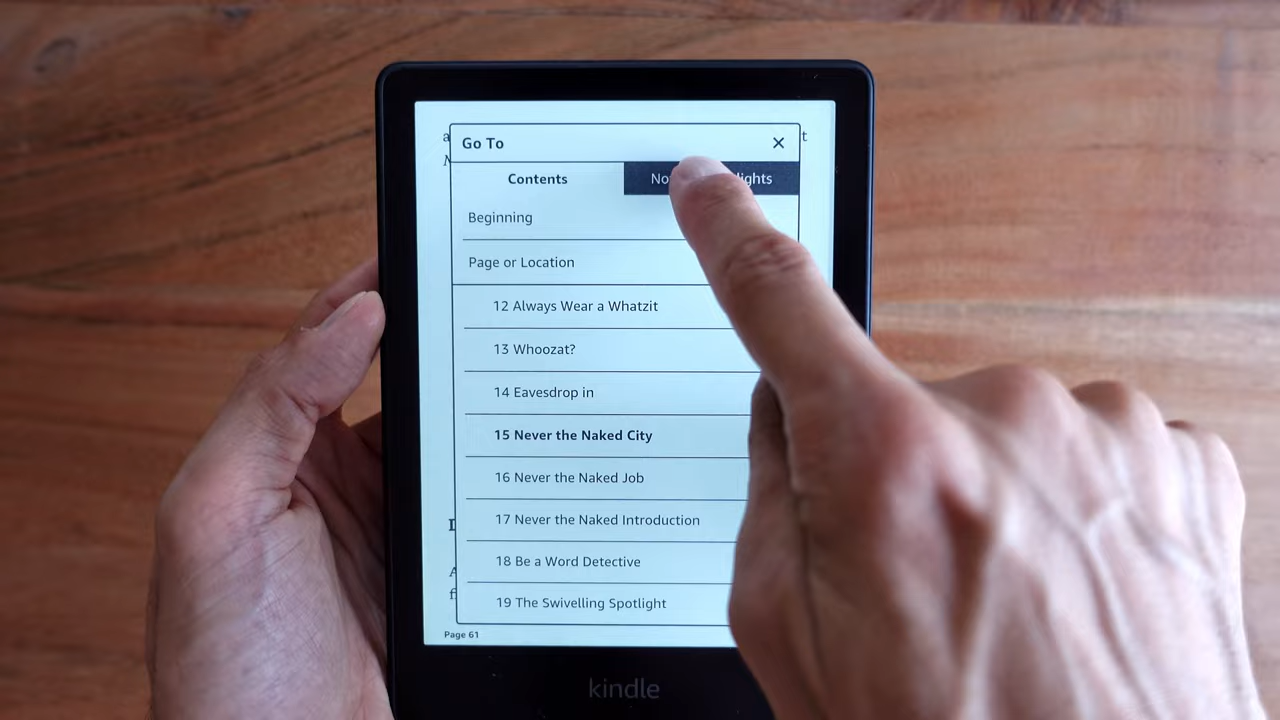 Go To ×
Contents
Beginning
Page or Location
12 Always Wear a Whatzit
13 Whoozat?
14 Eavesdrop in
15 Never the Naked City
16 Never the Naked Job
17 Never the Naked Introduction
18 Be a Word Detective
19 The Swivelling Spotlight
Page 61
kindle